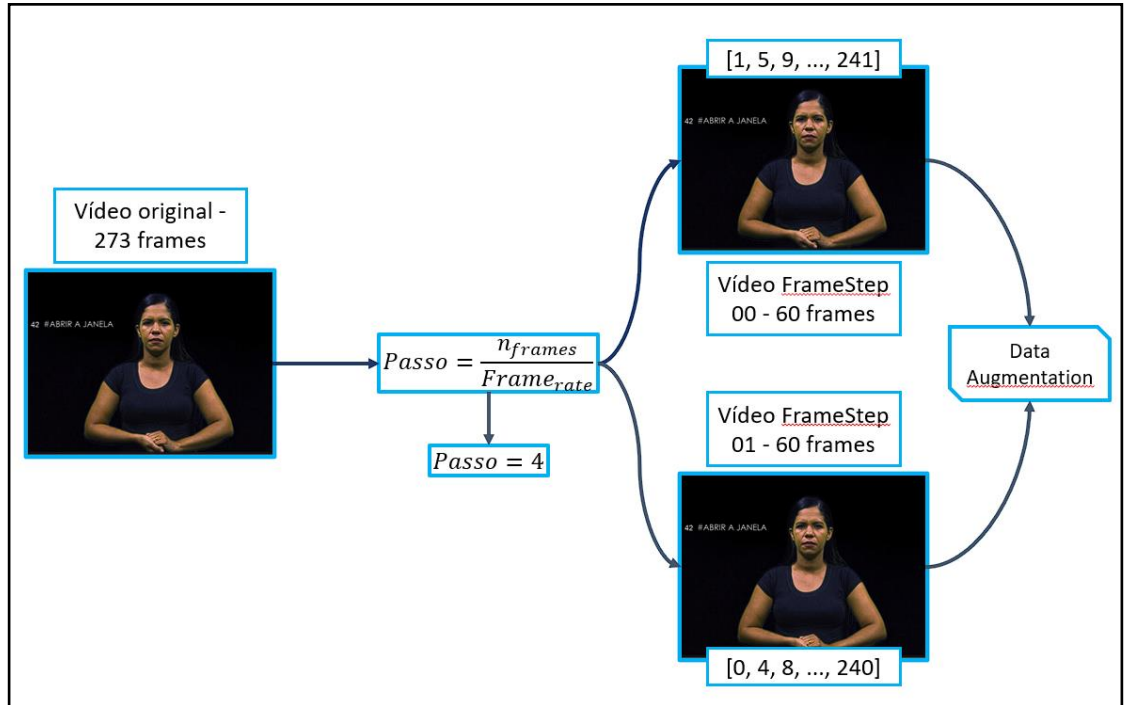 Vídeo original -
273 frames
42 #ABRIR A JANELA
Passo = n_frames / Frame_rate
Passo = 4
[1, 5, 9, ..., 241]
42 #ABRIR A JANELA
Vídeo FrameStep
00 - 60 frames
Vídeo FrameStep
01 - 60 frames
42 #ABRIR A JANELA
[0, 4, 8, ..., 240]
Data
Augmentation